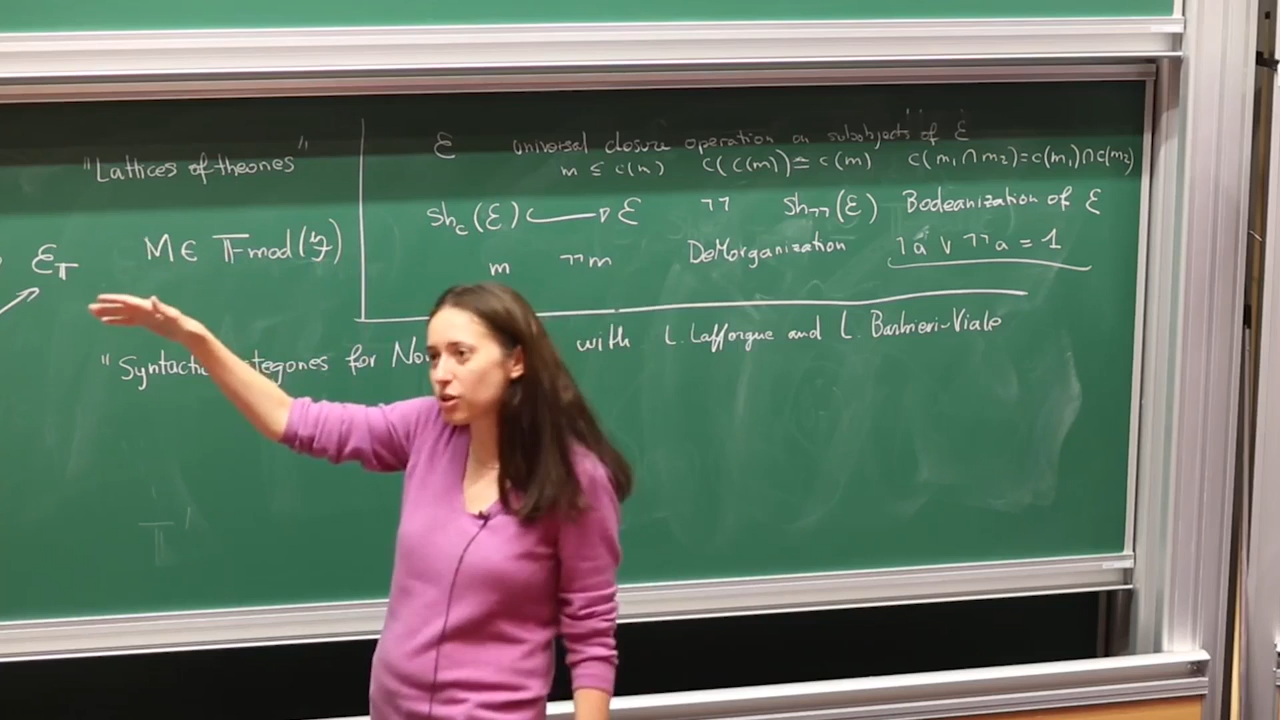 "Lattices of theories"
ℰ_𝕋 M ∈ 𝕋-mod(𝒢)
ℰ universal closure operation on subobjects of ℰ
m ≤ c(m) c(c(m)) ≅ c(m) c(m₁ ∩ m₂) = c(m₁) ∩ c(m₂)
sh_c(ℰ) ↪ ℰ ¬¬ sh_¬¬(ℰ) Booleanization of ℰ
m ¬¬m DeMorganization ¬a ∨ ¬¬a = 1
"Syntactic categories for No
with L. Lafforgue and L. Barbieri-Viale
𝕋'